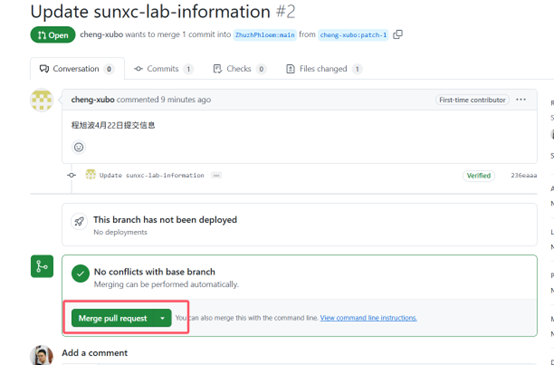 Update sunxc-lab-information #2
Open cheng-xubo wants to merge 1 commit into ZhuzhPhloem:main from cheng-xubo:patch-1
Conversation 0 Commits 1 Checks 0 Files changed 1
cheng-xubo commented 9 minutes ago First-time contributor
程旭波4月22日提交信息
Update sunxc-lab-information Verified 236eaaa
This branch has not been deployed
No deployments
No conflicts with base branch
Merging can be performed automatically.
Merge pull request You can also merge this with the command line. View command line instructions.
Add a comment